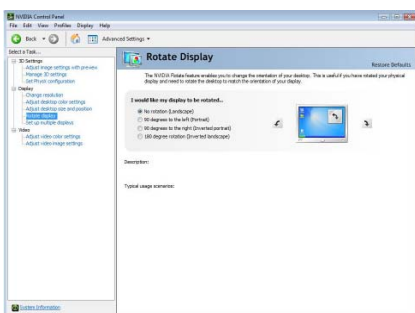 NVIDIA Control Panel
File Edit View Profiles Display Help
Back Advanced Settings
Select a Task...
3D Settings
Adjust image settings with preview
Manage 3D settings
Set PhysX configuration
Display
Change resolution
Adjust desktop color settings
Adjust desktop size and position
Rotate display
Set up multiple displays
Video
Adjust video color settings
Adjust video image settings
System Information
Rotate Display
Restore Defaults
The NVIDIA Rotate feature enables you to change the orientation of your desktop. This is useful if you have rotated your physical
display and need to rotate the desktop to match the orientation of your display.
I would like my display to be rotated...
No rotation (Landscape)
90 degrees to the left (Portrait)
90 degrees to the right (Inverted portrait)
180 degree rotation (Inverted landscape)
Description:
Typical usage scenarios: